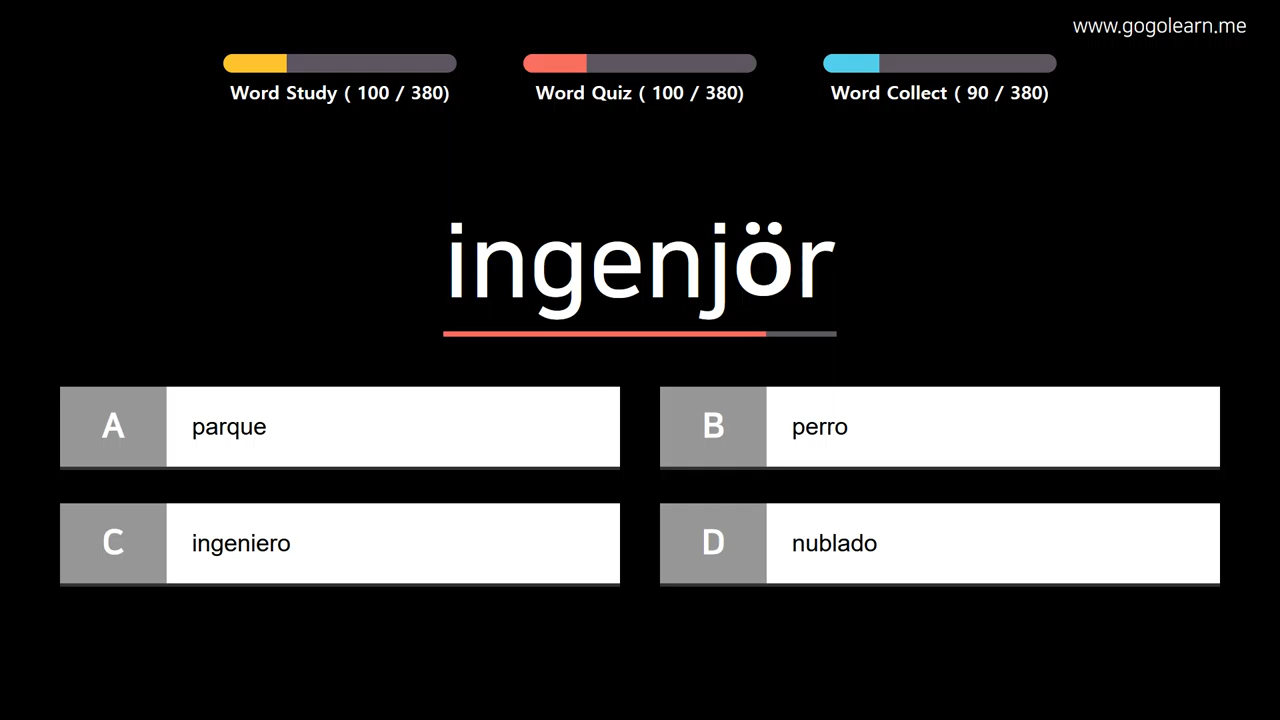 www.gogolearn.me
Word Study ( 100 / 380)
Word Quiz ( 100 / 380)
Word Collect ( 90 / 380)
ingenjör
A parque
B perro
C ingeniero
D nublado